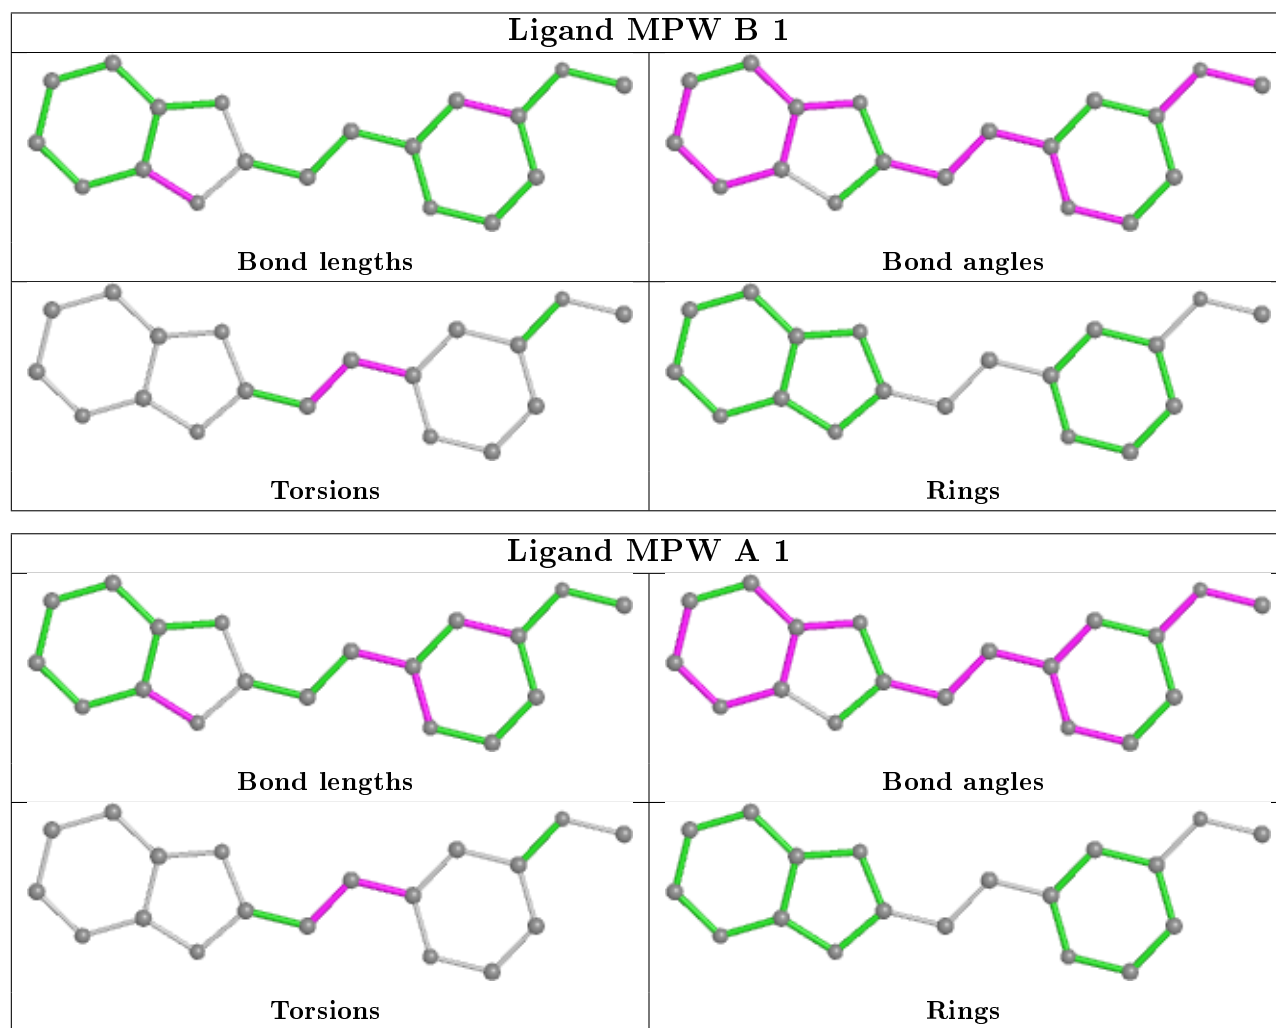 Ligand MPW B 1
Bond lengths
Bond angles
Torsions
Rings
Ligand MPW A 1
Bond lengths
Bond angles
Torsions
Rings